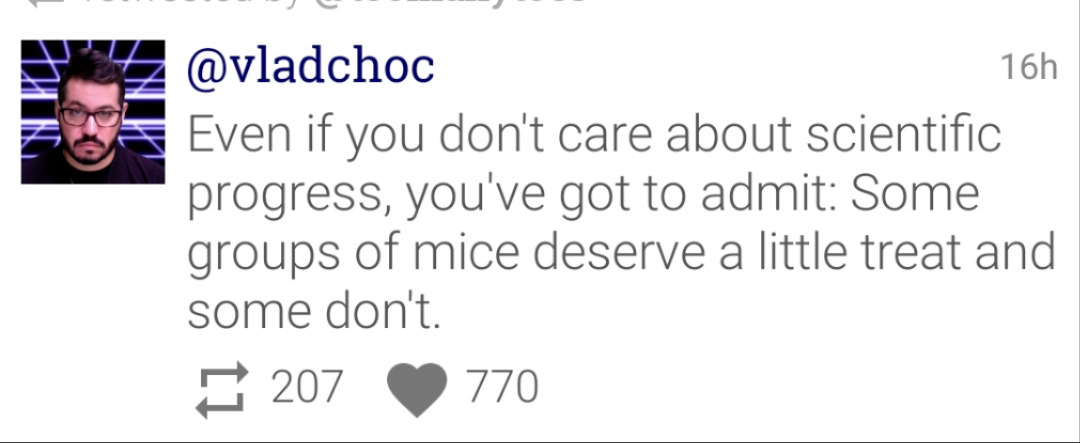 @vladchoc
16h
Even if you don't care about scientific
progress, you've got to admit: Some
groups of mice deserve a little treat and
some don't.
207
770